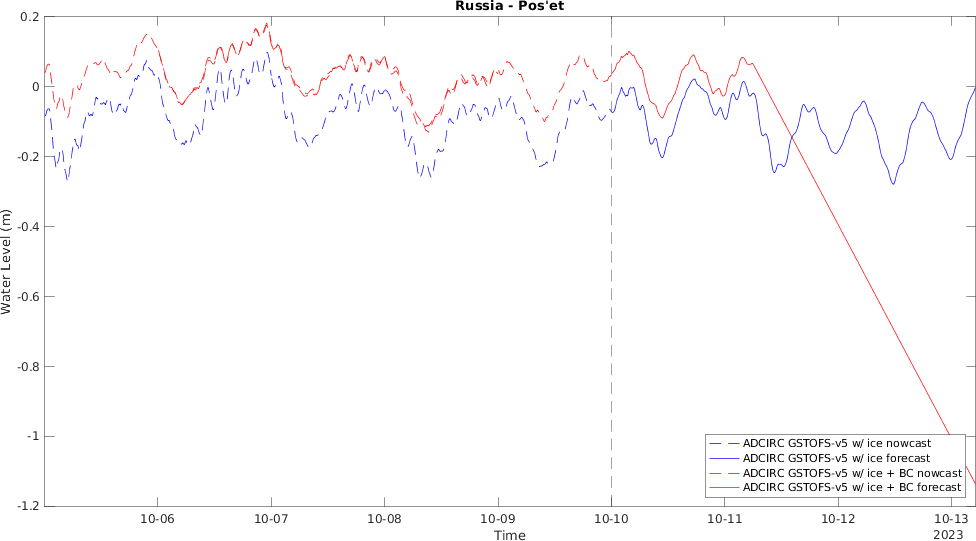 Russia - Pos'et
Water Level (m)
0.2
0
-0.2
-0.4
-0.6
-0.8
-1
-1.2
10-06
10-07
10-08
10-09
10-10
10-11
10-12
10-13
2023
Time
ADCIRC GSTOFS-v5 w/ ice nowcast
ADCIRC GSTOFS-v5 w/ ice forecast
ADCIRC GSTOFS-v5 w/ ice + BC nowcast
ADCIRC GSTOFS-v5 w/ ice + BC forecast